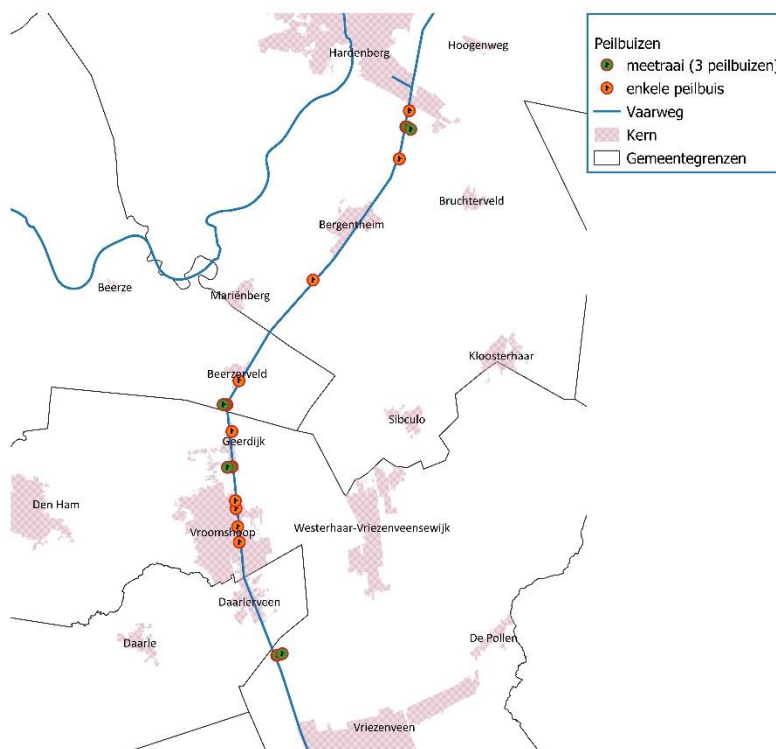 Hardenberg
Hoogenweg
Peilbuizen
meetraai (3 peilbuizen)
enkele peilbuis
Vaarweg
Kern
Gemeentegrenzen
Bruchterveld
Bergentheim
Beerze
Mariënberg
Kloosterhaar
Beerzerveld
Sibculo
Geerdijk
Den Ham
Vroomshoop
Westerhaar-Vriezenveensewijk
Daarlerveen
Daarle
De Pollen
Vriezenveen